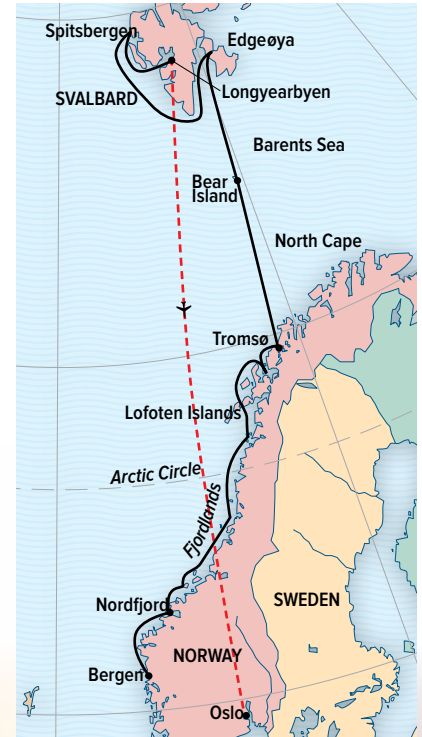 Spitsbergen
Edgeøya
Longyearbyen
SVALBARD
Barents Sea
Bear
Island
North Cape
Tromsø
Lofoten Islands
Arctic Circle
Fjordlands
Nordfjord
SWEDEN
NORWAY
Bergen
Oslo